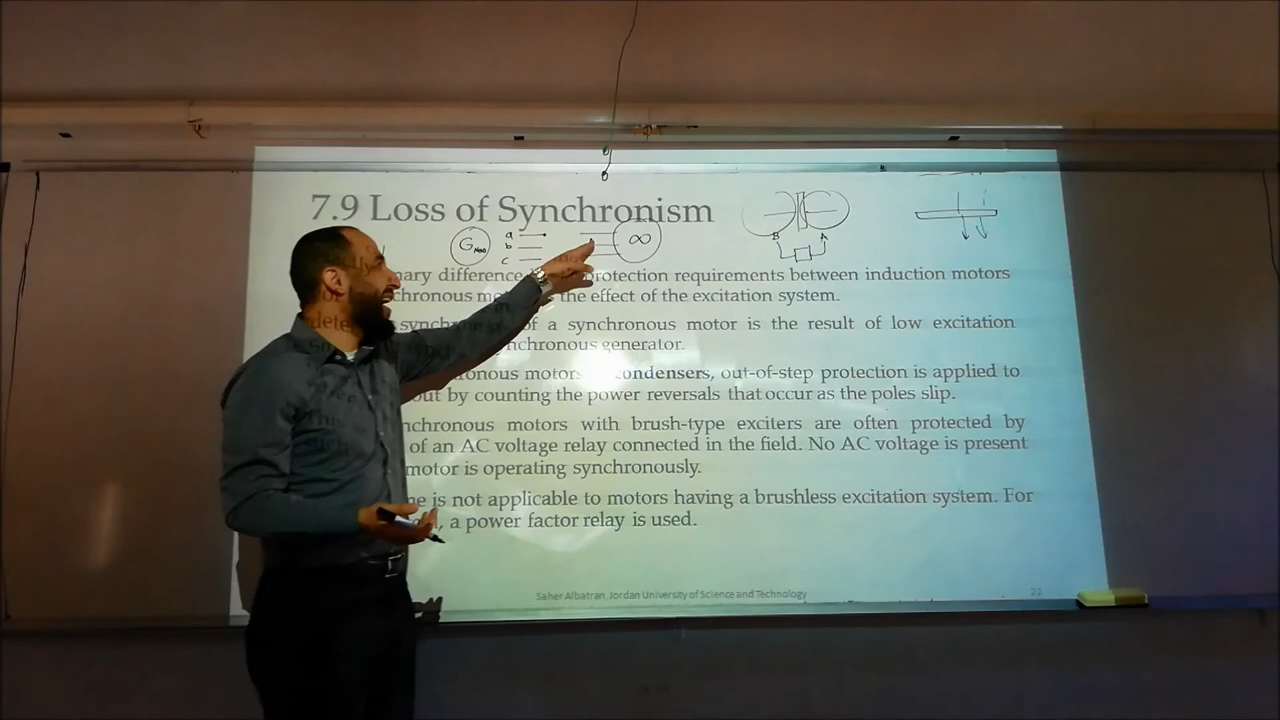 7.9 Loss of Synchronism
G a b c ∞ B A
mary difference protection requirements between induction motors
chronous the effect of the excitation system.
of a synchronous motor is the result of low excitation
nchronous generator.
ronous motors condensers, out-of-step protection is applied to
out by counting the power reversals that occur as the poles slip.
nchronous motors with brush-type exciters are often protected by
of an AC voltage relay connected in the field. No AC voltage is present
motor is operating synchronously.
me is not applicable to motors having a brushless excitation system. For
, a power factor relay is used.
Saher Albatran, Jordan University of Science and Technology 22